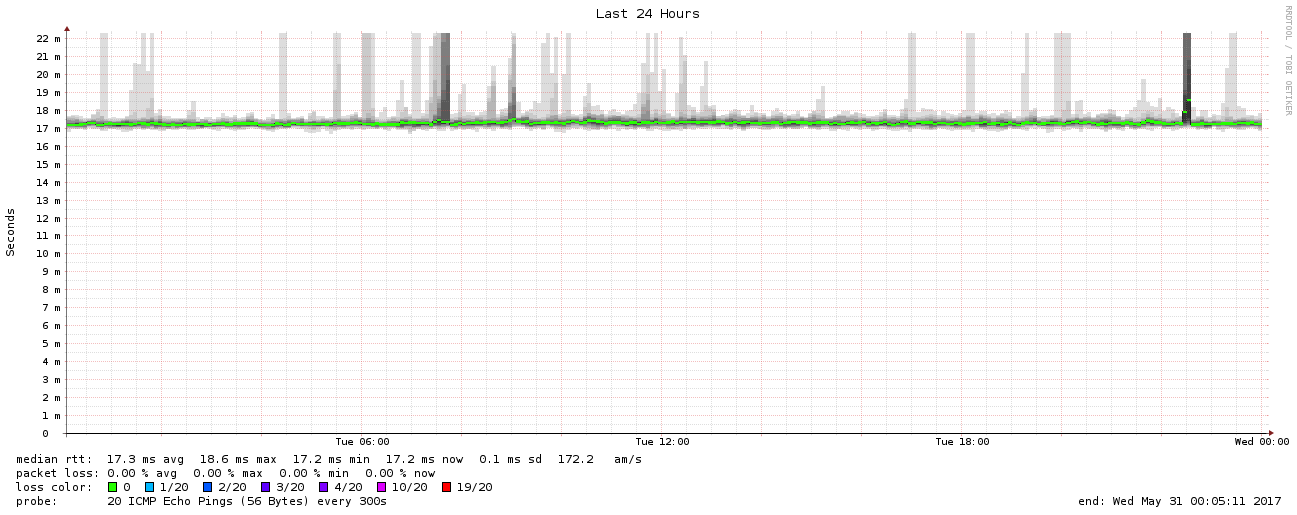 Last 24 Hours
RRDTOOL / TOBI OETIKER
Seconds
22 m
21 m
20 m
19 m
18 m
17 m
16 m
15 m
14 m
13 m
12 m
11 m
10 m
9 m
8 m
7 m
6 m
5 m
4 m
3 m
2 m
1 m
0
Tue 06:00 Tue 12:00 Tue 18:00 Wed 00:00
median rtt: 17.3 ms avg 18.6 ms max 17.2 ms min 17.2 ms now 0.1 ms sd 172.2 am/s
packet loss: 0.00 % avg 0.00 % max 0.00 % min 0.00 % now
loss color: 0 1/20 2/20 3/20 4/20 10/20 19/20
probe: 20 ICMP Echo Pings (56 Bytes) every 300s end: Wed May 31 00:05:11 2017